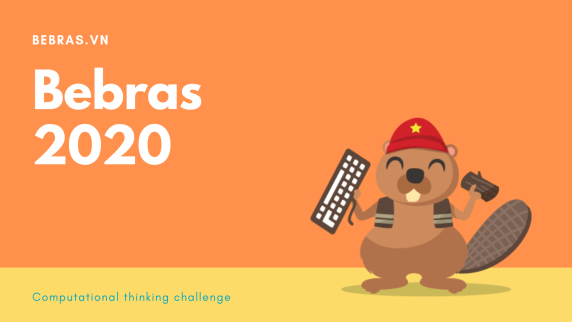 BEBRAS.VN
Bebras
2020
Computational thinking challenge